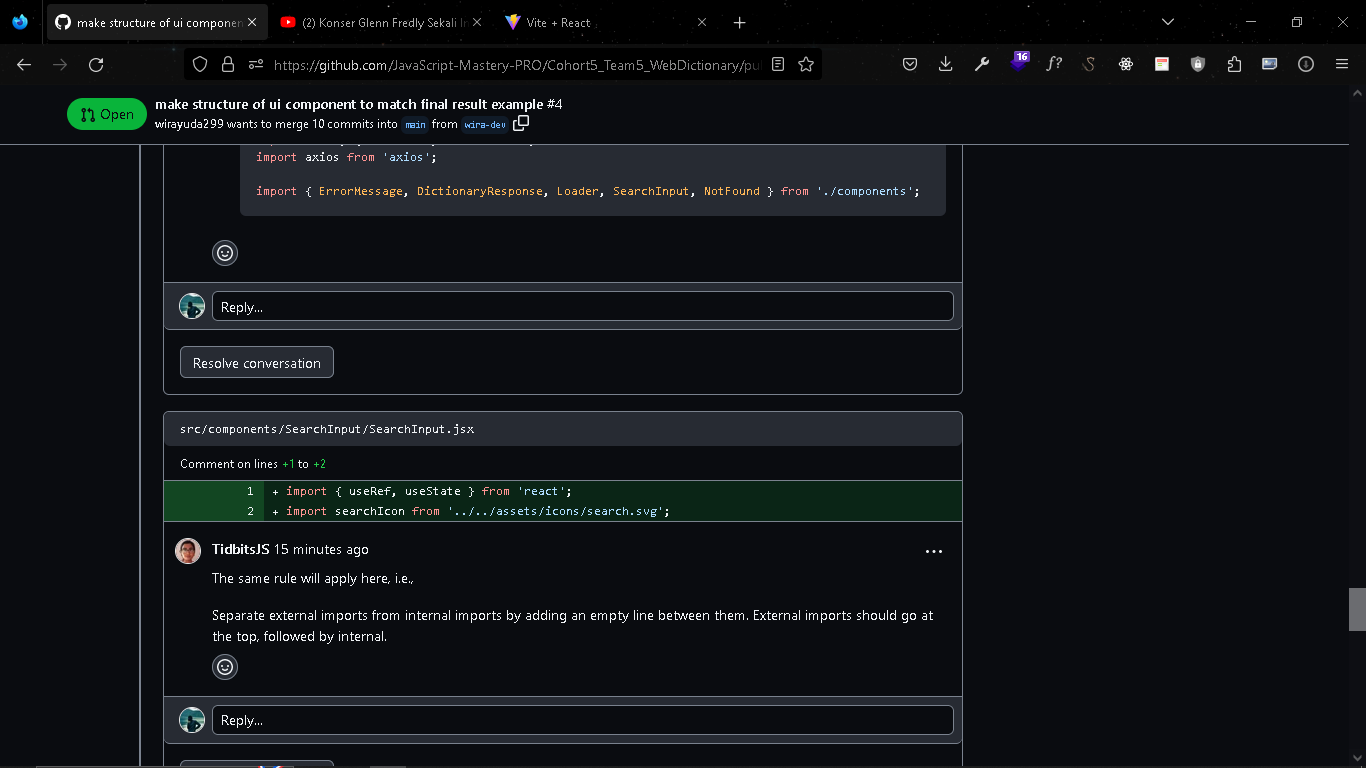 make structure of ui componen
(2) Konser Glenn Fredly Sekali In
Vite + React
https://github.com/JavaScript-Mastery-PRO/Cohort5_Team5_WebDictionary/pu
16
f?
Open
make structure of ui component to match final result example #4
wirayuda299 wants to merge 10 commits into main from wira-dev
import axios from 'axios';
import { ErrorMessage, DictionaryResponse, Loader, SearchInput, NotFound } from './components';
Reply...
Resolve conversation
src/components/SearchInput/SearchInput.jsx
Comment on lines +1 to +2
1 + import { useRef, useState } from 'react';
2 + import searchIcon from '../../assets/icons/search.svg';
TidbitsJS 15 minutes ago
The same rule will apply here, i.e.,
Separate external imports from internal imports by adding an empty line between them. External imports should go at
the top, followed by internal.
Reply...